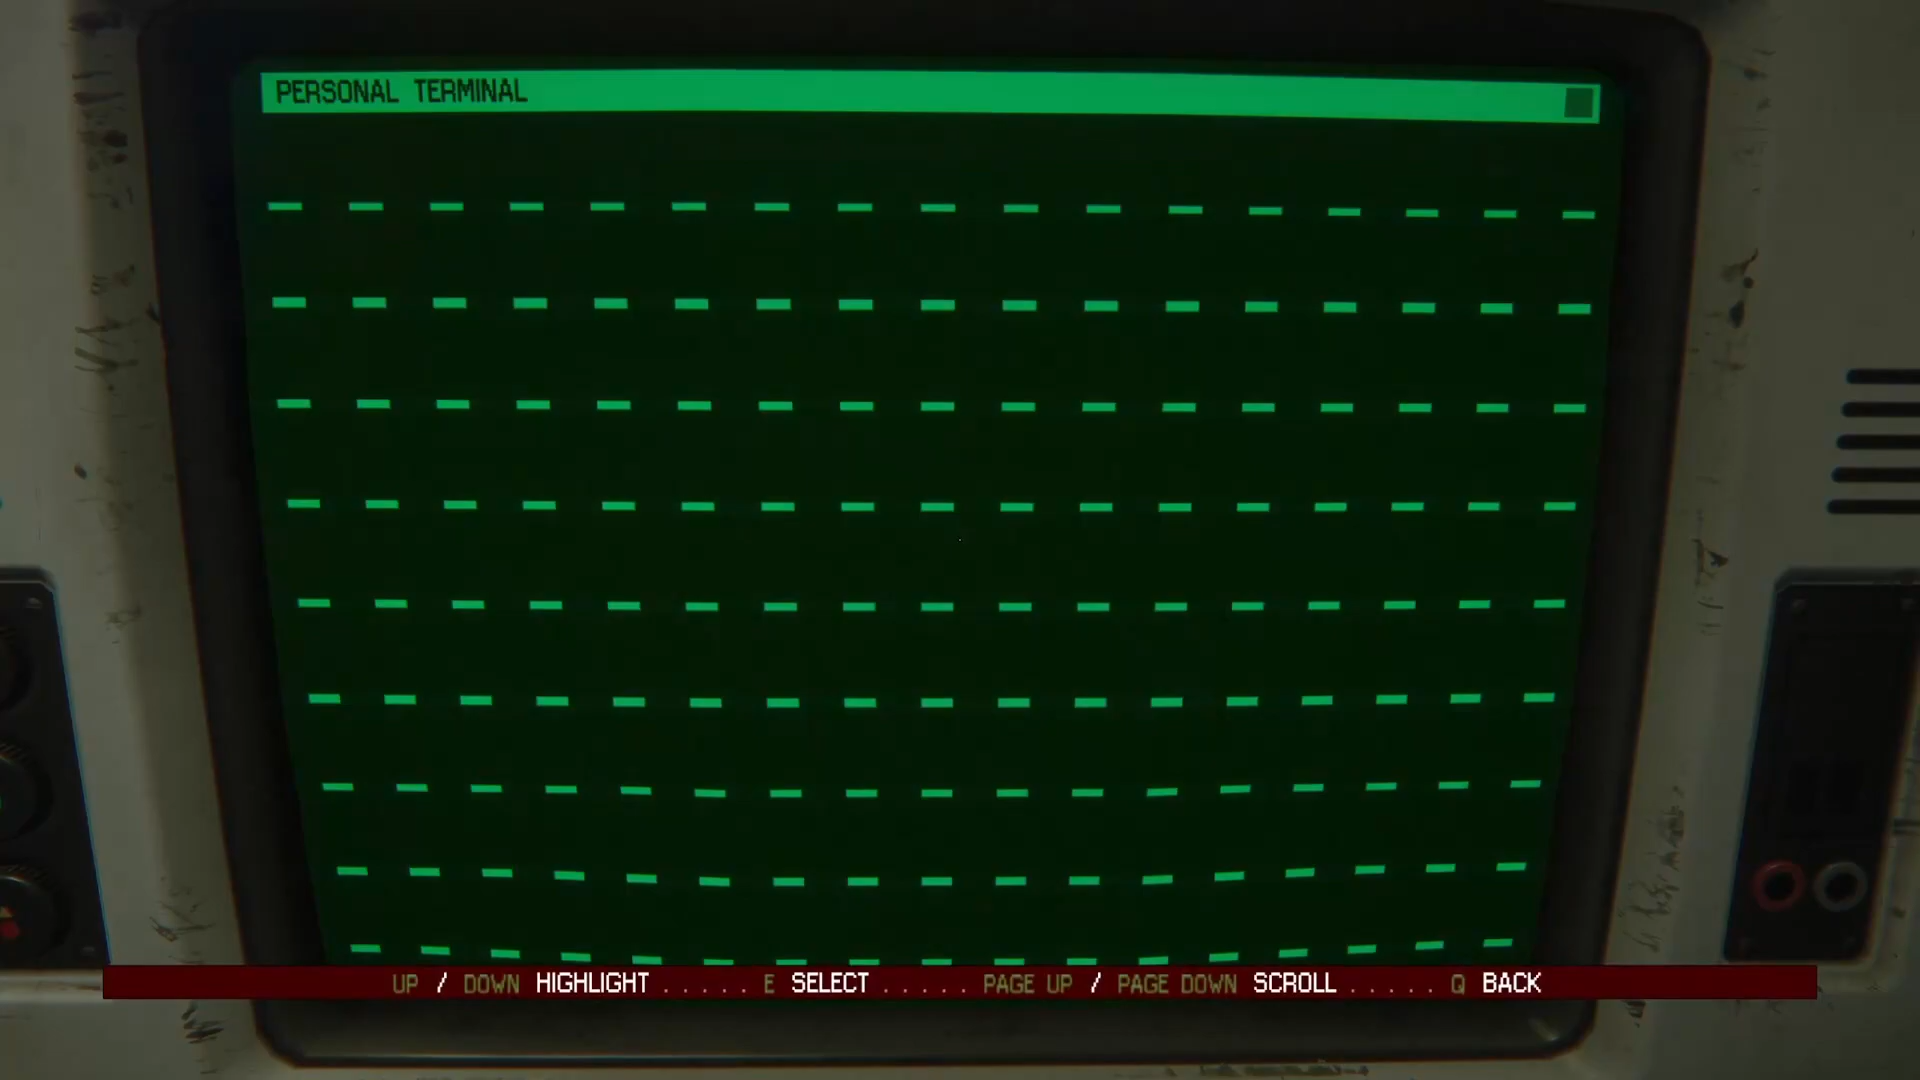 PERSONAL TERMINAL
UP / DOWN HIGHLIGHT ..... E SELECT ..... PAGE UP / PAGE DOWN SCROLL ..... Q BACK